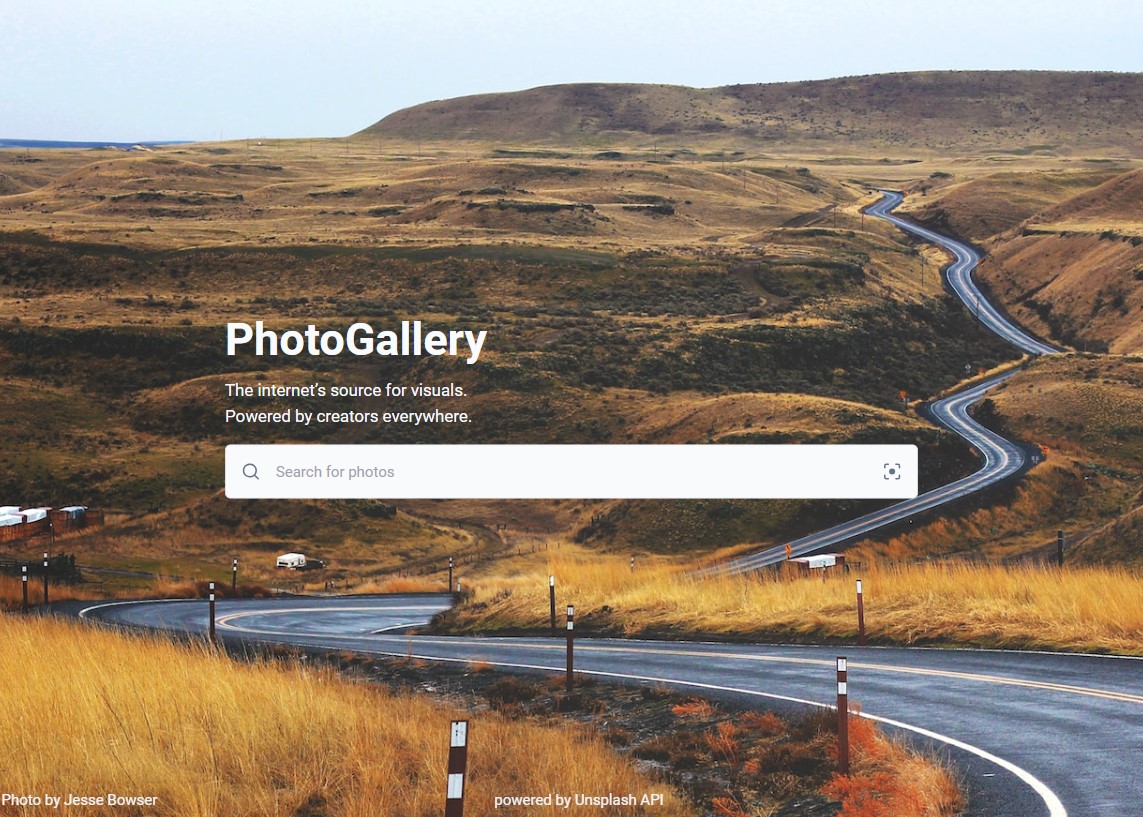 PhotoGallery
The internet's source for visuals.
Powered by creators everywhere.
Search for photos
Photo by Jesse Bowser
powered by Unsplash API